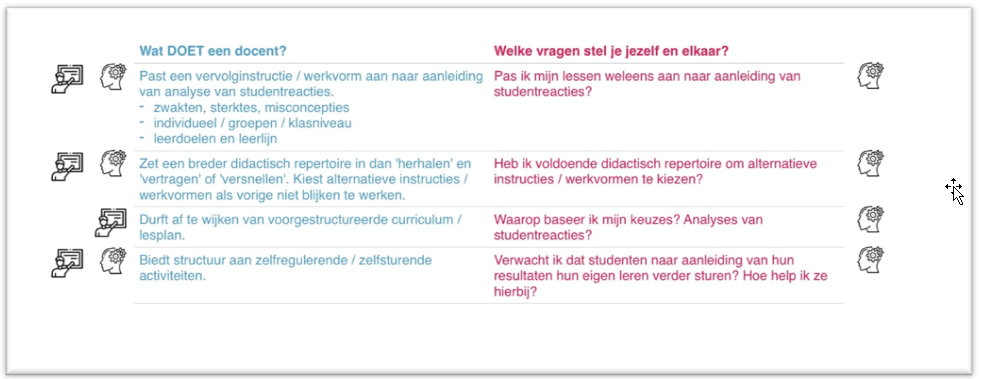 Wat DOET een docent?
Welke vragen stel je jezelf en elkaar?
Past een vervolginstructie / werkvorm aan naar aanleiding
van analyse van studentreacties.
- zwakten, sterktes, misconcepties
- individueel / groepen / klasniveau
- leerdoelen en leerlijn
Pas ik mijn lessen weleens aan naar aanleiding van
studentreacties?
Zet een breder didactisch repertoire in dan 'herhalen' en
'vertragen' of 'versnellen'. Kiest alternatieve instructies /
werkvormen als vorige niet blijken te werken.
Heb ik voldoende didactisch repertoire om alternatieve
instructies / werkvormen te kiezen?
Durft af te wijken van voorgestructureerde curriculum /
lesplan.
Waarop baseer ik mijn keuzes? Analyses van
studentreacties?
Biedt structuur aan zelfregulerende / zelfsturende
activiteiten.
Verwacht ik dat studenten naar aanleiding van hun
resultaten hun eigen leren verder sturen? Hoe help ik ze
hierbij?